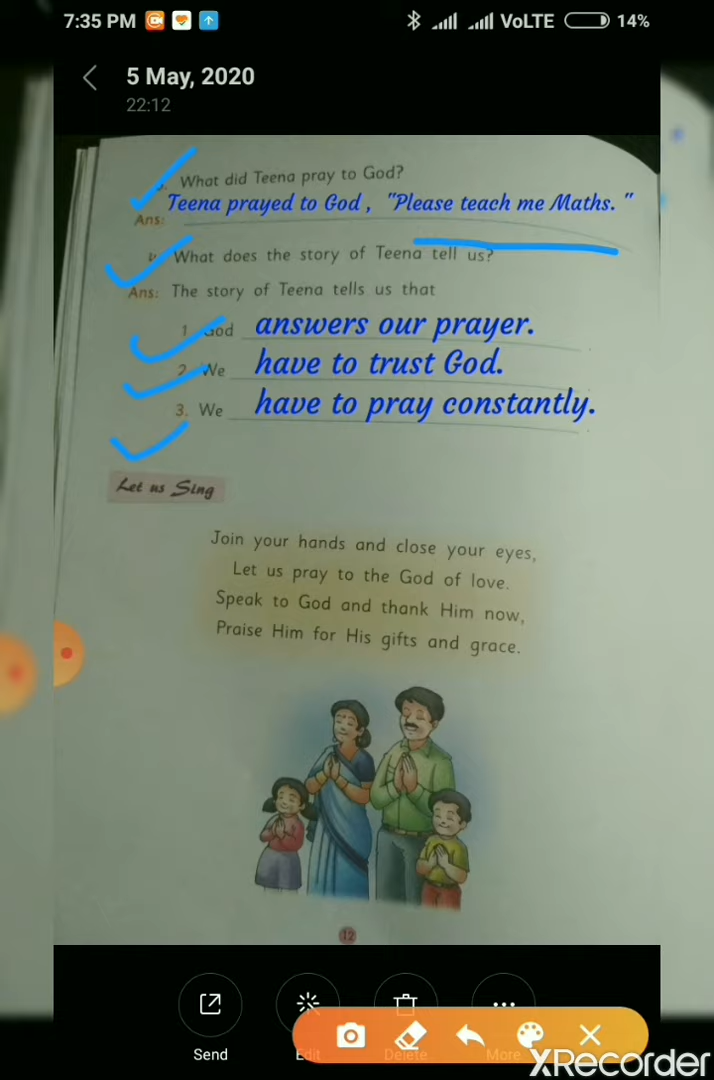 7:35 PM VoLTE 14%
5 May, 2020
22:12
What did Teena pray to God?
Teena prayed to God, "Please teach me Maths."
Ans:
What does the story of Teena tell us?
Ans: The story of Teena tells us that
1. God answers our prayer.
2. We have to trust God.
3. We have to pray constantly.
Let us Sing
Join your hands and close your eyes,
Let us pray to the God of love.
Speak to God and thank Him now,
Praise Him for His gifts and grace.
12
Send Edit Delete More
XRecorder